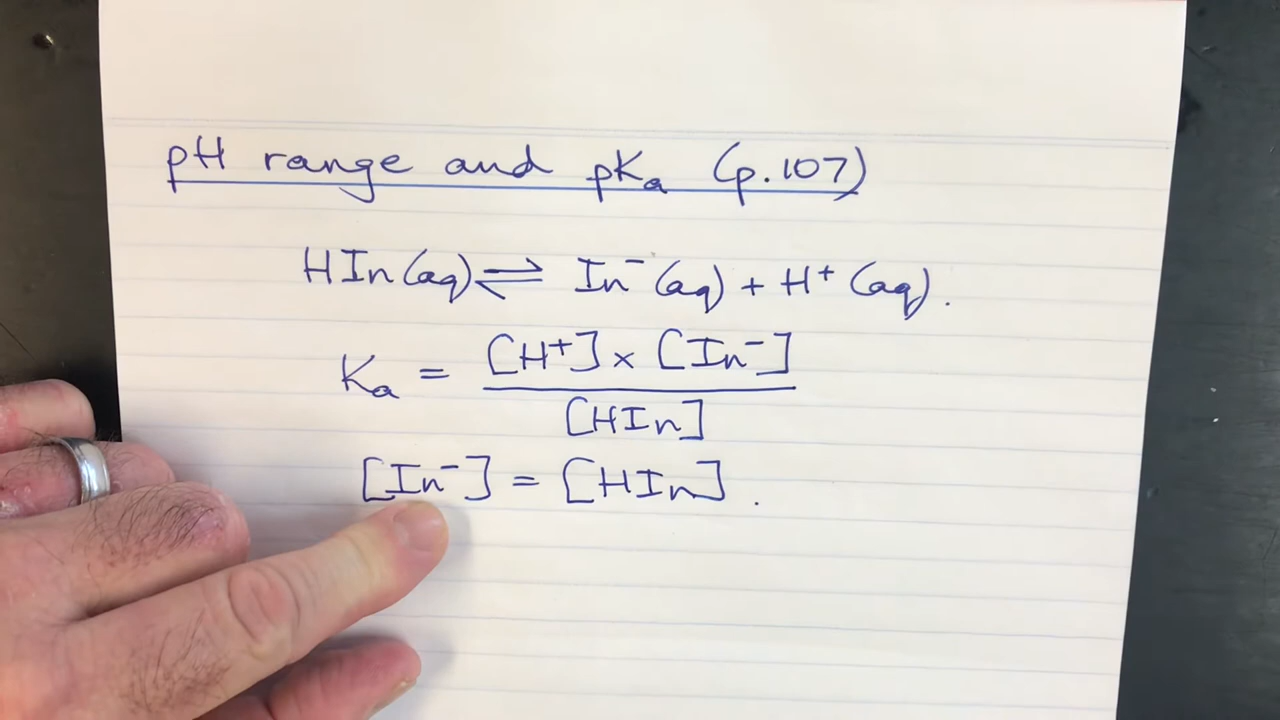 pH range and pKₐ (p.107)
HIn(aq) ⇌ In⁻(aq) + H⁺(aq).
Kₐ = [H⁺] × [In⁻]
[HIn]
[In⁻] = [HIn].